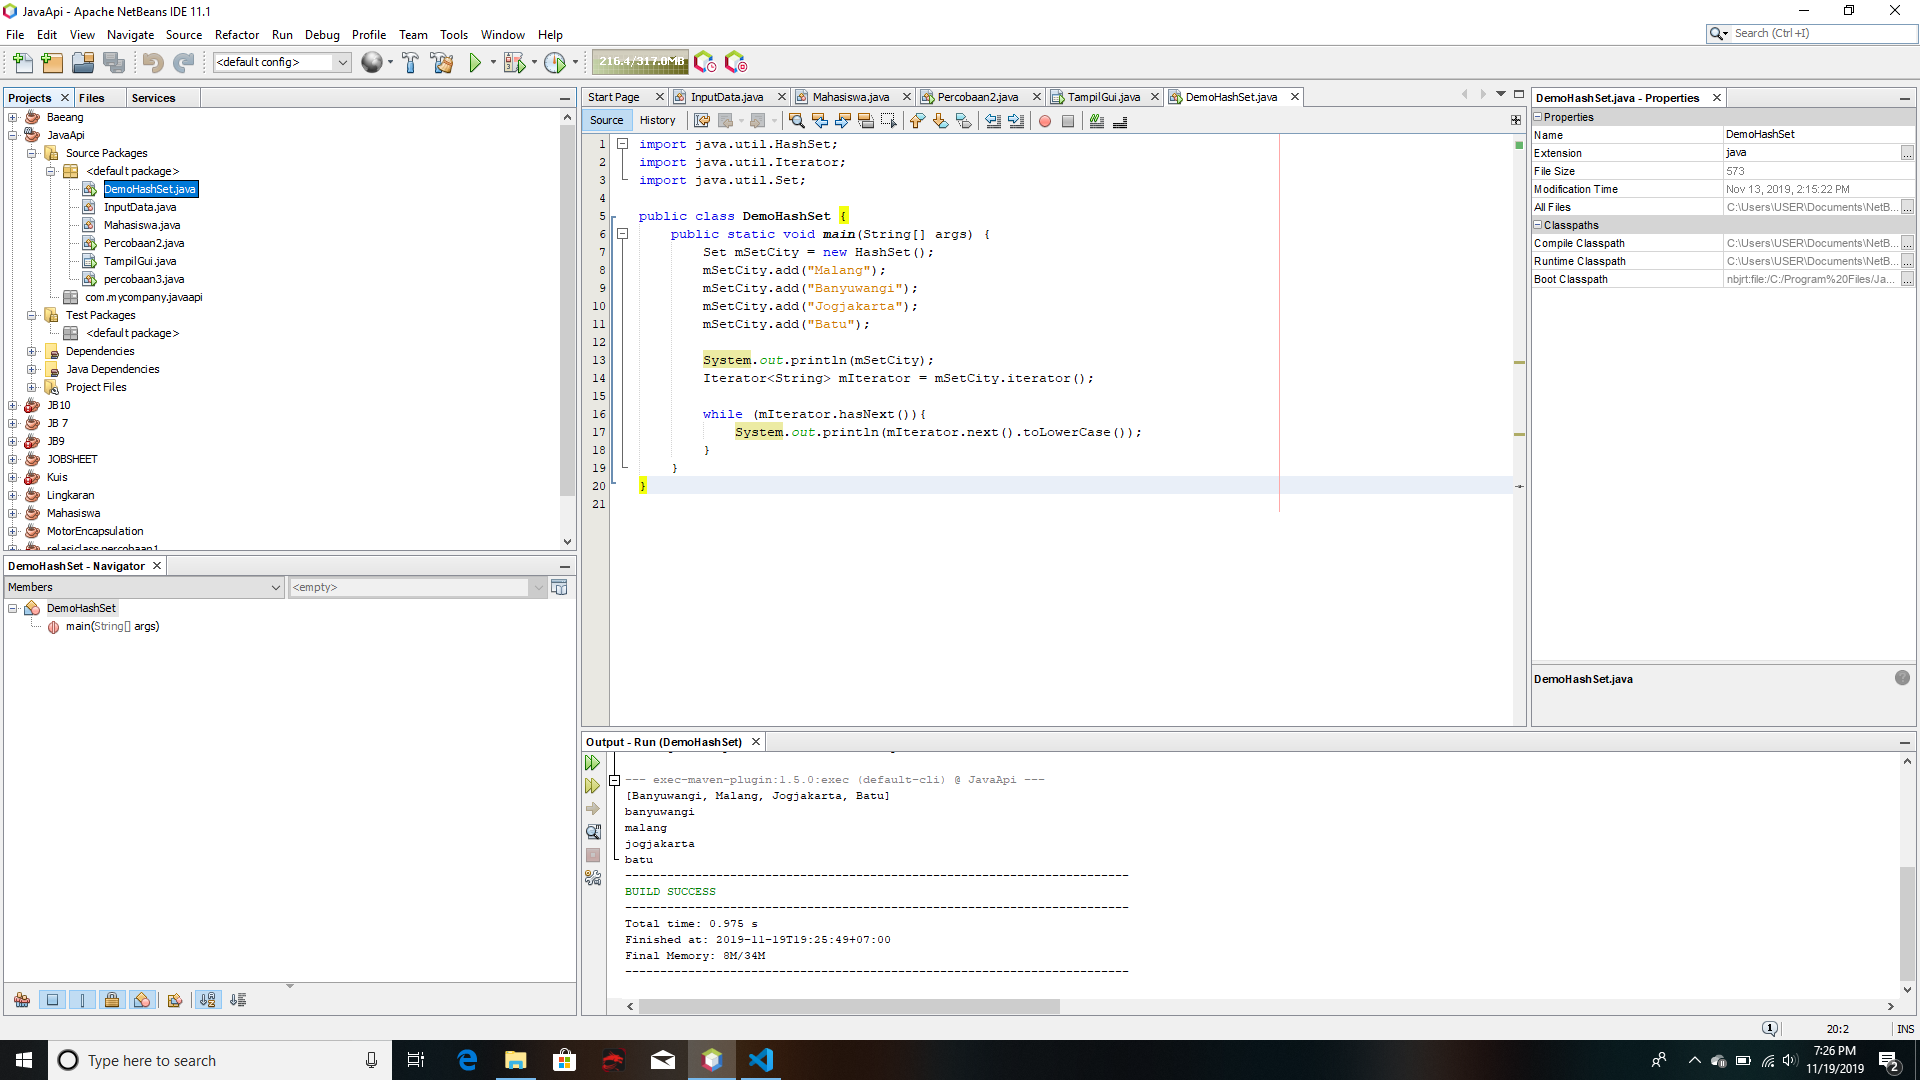 JavaApi - Apache NetBeans IDE 11.1
File Edit View Navigate Source Refactor Run Debug Profile Team Tools Window Help
Search (Ctrl+I)
<default config>
216.4/317.0MB
Projects Files Services
Baeang
JavaApi
Source Packages
<default package>
DemoHashSet.java
InputData.java
Mahasiswa.java
Percobaan2.java
TampilGui.java
percobaan3.java
com.mycompany.javaapi
Test Packages
<default package>
Dependencies
Java Dependencies
Project Files
JB10
JB 7
JB9
JOBSHEET
Kuis
Lingkaran
Mahasiswa
MotorEncapsulation
relasiclass.percobaan1
DemoHashSet - Navigator
Members
<empty>
DemoHashSet
main(String[] args)
Start Page InputData.java Mahasiswa.java Percobaan2.java TampilGui.java DemoHashSet.java
Source History
1 import java.util.HashSet;
2 import java.util.Iterator;
3 import java.util.Set;
4
5 public class DemoHashSet {
6 public static void main(String[] args) {
7 Set mSetCity = new HashSet();
8 mSetCity.add("Malang");
9 mSetCity.add("Banyuwangi");
10 mSetCity.add("Jogjakarta");
11 mSetCity.add("Batu");
12
13 System.out.println(mSetCity);
14 Iterator<String> mIterator = mSetCity.iterator();
15
16 while (mIterator.hasNext()){
17 System.out.println(mIterator.next().toLowerCase());
18 }
19 }
20 }
21
Output - Run (DemoHashSet)
--- exec-maven-plugin:1.5.0:exec (default-cli) @ JavaApi ---
[Banyuwangi, Malang, Jogjakarta, Batu]
banyuwangi
malang
jogjakarta
batu
------------------------------------------------------------------------
BUILD SUCCESS
------------------------------------------------------------------------
Total time: 0.975 s
Finished at: 2019-11-19T19:25:49+07:00
Final Memory: 8M/34M
------------------------------------------------------------------------
DemoHashSet.java - Properties
Properties
Name DemoHashSet
Extension java
File Size 573
Modification Time Nov 13, 2019, 2:15:22 PM
All Files C:\Users\USER\Documents\NetB...
Classpaths
Compile Classpath C:\Users\USER\Documents\NetB...
Runtime Classpath C:\Users\USER\Documents\NetB...
Boot Classpath nbjrt:file:/C:/Program%20Files/Ja...
DemoHashSet.java
1 20:2 INS
Type here to search
7:26 PM
11/19/2019
2